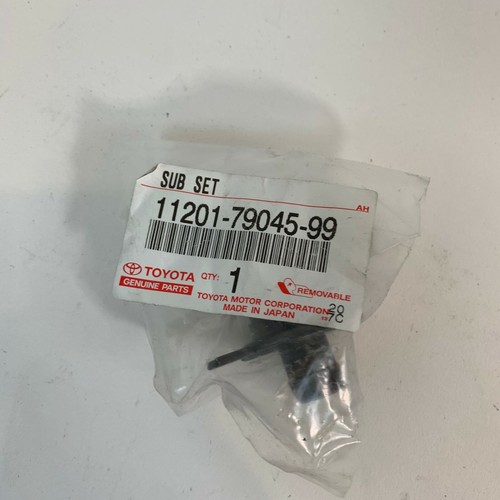 SUB SET
AH
11201-79045-99
TOYOTA
GENUINE PARTS
QTY: 1
REMOVABLE
TOYOTA MOTOR CORPORATION
MADE IN JAPAN